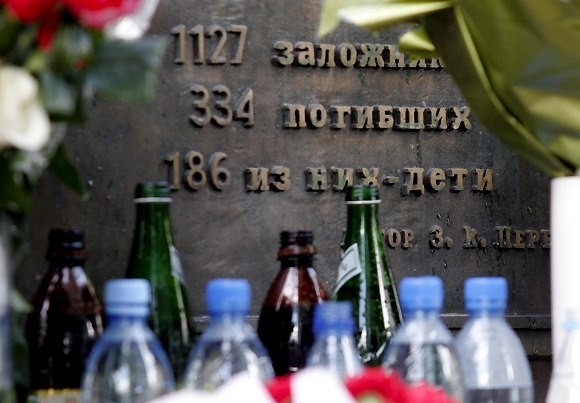 1127 заложник
334 погибших
186 из них-дети
З. К.